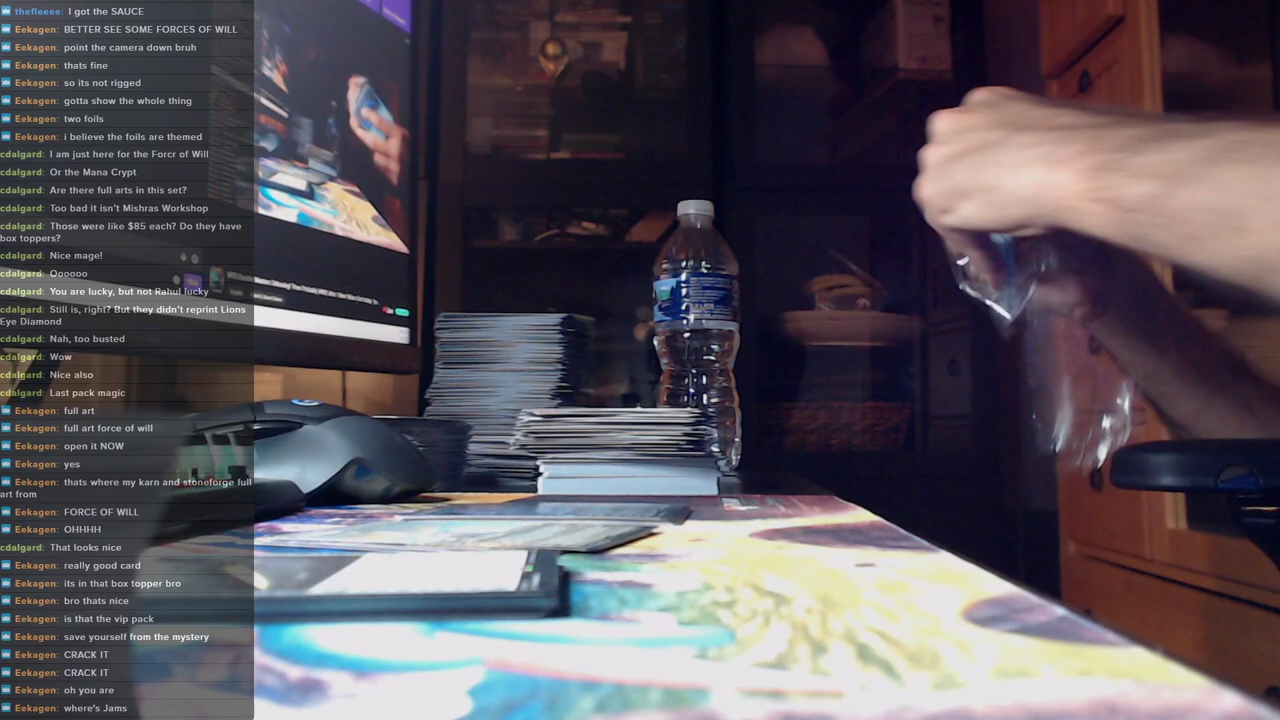 thefleeee: I got the SAUCE
Eekagen: BETTER SEE SOME FORCES OF WILL
Eekagen: point the camera down bruh
Eekagen: thats fine
Eekagen: so its not rigged
Eekagen: gotta show the whole thing
Eekagen: two foils
Eekagen: i believe the foils are themed
cdalgard: I am just here for the Forcr of Will
cdalgard: Or the Mana Crypt
cdalgard: Are there full arts in this set?
cdalgard: Too bad it isn't Mishras Workshop
cdalgard: Those were like $85 each? Do they have
box toppers?
cdalgard: Nice mage!
cdalgard: Oooooo
cdalgard: You are lucky, but not Rahul lucky
cdalgard: Still is, right? But they didn't reprint Lions
Eye Diamond
cdalgard: Nah, too busted
cdalgard: Wow
cdalgard: Nice also
cdalgard: Last pack magic
Eekagen: full art
Eekagen: full art force of will
Eekagen: open it NOW
Eekagen: yes
Eekagen: thats where my karn and stoneforge full
art from
Eekagen: FORCE OF WILL
Eekagen: OHHHH
cdalgard: That looks nice
Eekagen: really good card
Eekagen: its in that box topper bro
Eekagen: bro thats nice
Eekagen: is that the vip pack
Eekagen: save yourself from the mystery
Eekagen: CRACK IT
Eekagen: CRACK IT
Eekagen: oh you are
Eekagen: where's Jams